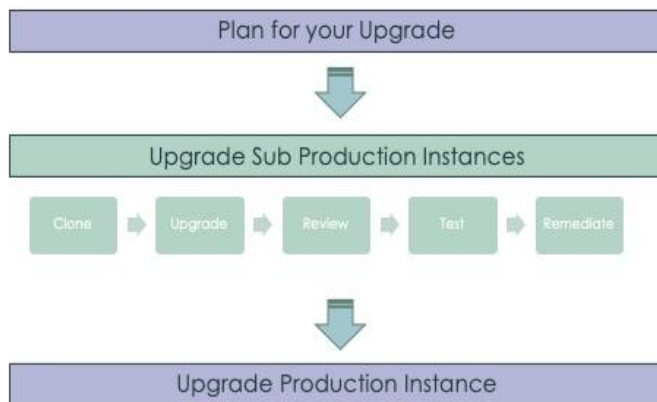 Plan for your Upgrade
Upgrade Sub Production Instances
Clone
Upgrade
Review
Test
Remediate
Upgrade Production Instance